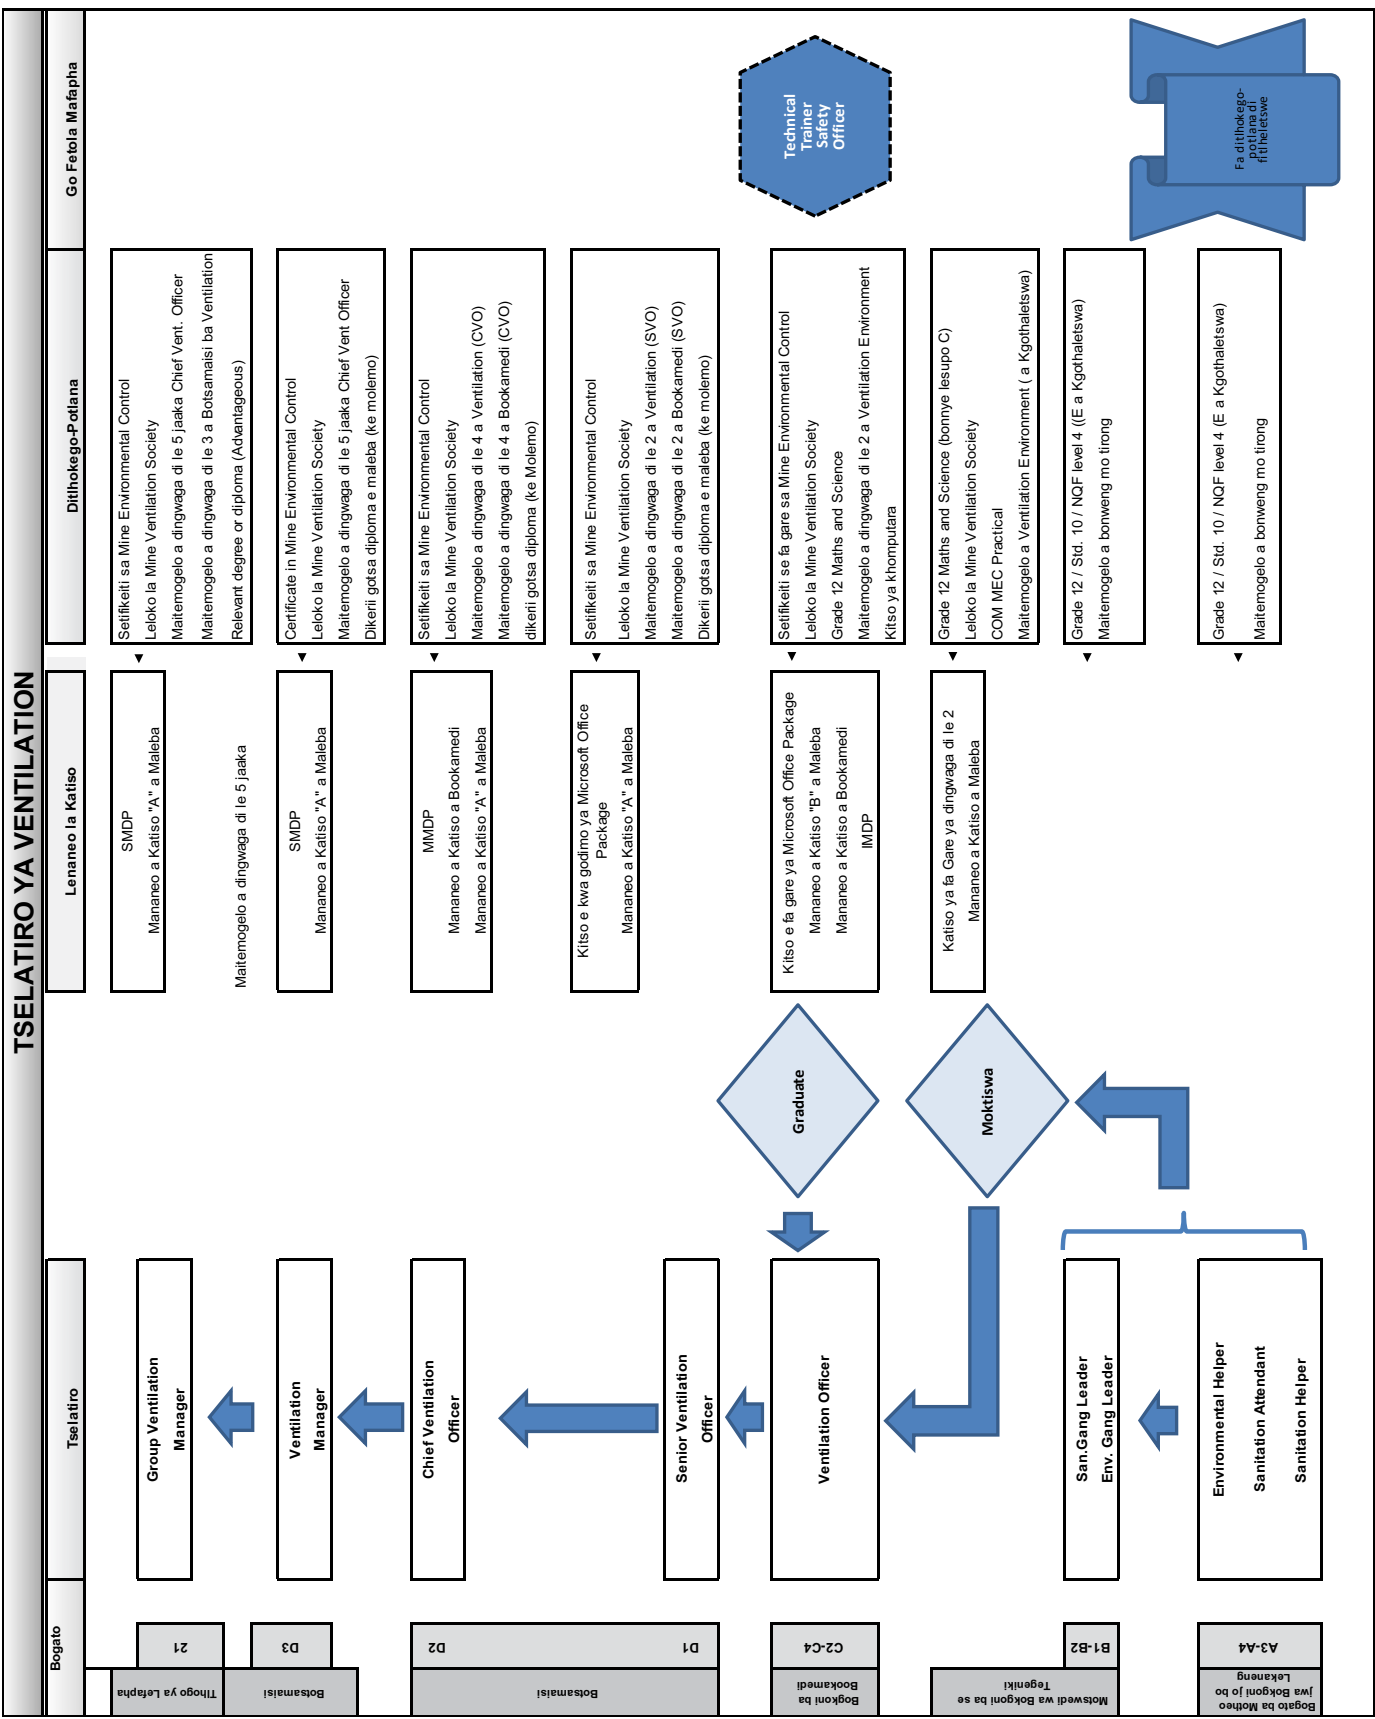 TSELATIRO YA VENTILATION
Bogato
Tselatiro
Lenaneo la Katiso
Ditlhokego-Potlana
Go Fetola Mafapha
Tlhogo ya Lefapha
21
Group Ventilation
Manager
SMDP
Mananeo a Katiso "A" a Maleba
Setifikeiti sa Mine Environmental Control
Leloko la Mine Ventilation Society
Maitemogelo a dingwaga di le 5 jaaka Chief Vent. Officer
Maitemogelo a dingwaga di le 3 a Botsamaisi ba Ventilation
Relevant degree or diploma (Advantageous)
Maitemogelo a dingwaga di le 5 jaaka
Botsamaisi
D3
Ventilation
Manager
SMDP
Mananeo a Katiso "A" a Maleba
Certificate in Mine Environmental Control
Leloko la Mine Ventilation Society
Maitemogelo a dingwaga di le 5 jaaka Chief Vent Officer
Dikerii gotsa diploma e maleba (ke molemo)
Botsamaisi
D2
Chief Ventilation
Officer
MMDP
Mananeo a Katiso a Bookamedi
Mananeo a Katiso "A" a Maleba
Setifikeiti sa Mine Environmental Control
Leloko la Mine Ventilation Society
Maitemogelo a dingwaga di le 4 a Ventilation (CVO)
Maitemogelo a dingwaga di le 4 a Bookamedi (CVO)
dikerii gotsa diploma (ke Molemo)
D1
Senior Ventilation
Officer
Kitso e kwa godimo ya Microsoft Office
Package
Mananeo a Katiso "A" a Maleba
Setifikeiti sa Mine Environmental Control
Leloko la Mine Ventilation Society
Maitemogelo a dingwaga di le 2 a Ventilation (SVO)
Maitemogelo a dingwaga di le 2 a Bookamedi (SVO)
Dikerii gotsa diploma e maleba (ke molemo)
Bogkoni ba
Bookamedi
C2-C4
Ventilation Officer
Graduate
Kitso e fa gare ya Microsoft Office Package
Mananeo a Katiso "B" a Maleba
Mananeo a Katiso a Bookamedi
IMDP
Setifikeiti se fa gare sa Mine Environmental Control
Leloko la Mine Ventilation Society
Grade 12 Maths and Science
Maitemogelo a dingwaga di le 2 a Ventilation Environment
Kitso ya khomputara
Technical
Trainer
Safety
Officer
Motswedi wa Bokgoni ba se
Tegeniki
Moktiswa
Katiso ya fa Gare ya dingwaga di le 2
Mananeo a Katiso a Maleba
Grade 12 Maths and Science (bonnye lesupo C)
Leloko la Mine Ventilation Society
COM MEC Practical
Maitemogelo a Ventilation Environment ( a Kgothaletswa)
B1-B2
San.Gang Leader
Env. Gang Leader
Grade 12 / Std. 10 / NQF level 4 ((E a Kgothaletswa)
Maitemogelo a bonweng mo tirong
Bogato ba Motheo
jwa Bokgoni jo bo
Lekaneng
A3-A4
Environmental Helper
Sanitation Attendant
Sanitation Helper
Grade 12 / Std. 10 / NQF level 4 (E a Kgothaletswa)
Maitemogelo a bonweng mo tirong
Fa ditlhokego-
potlana di
fitlheletswe